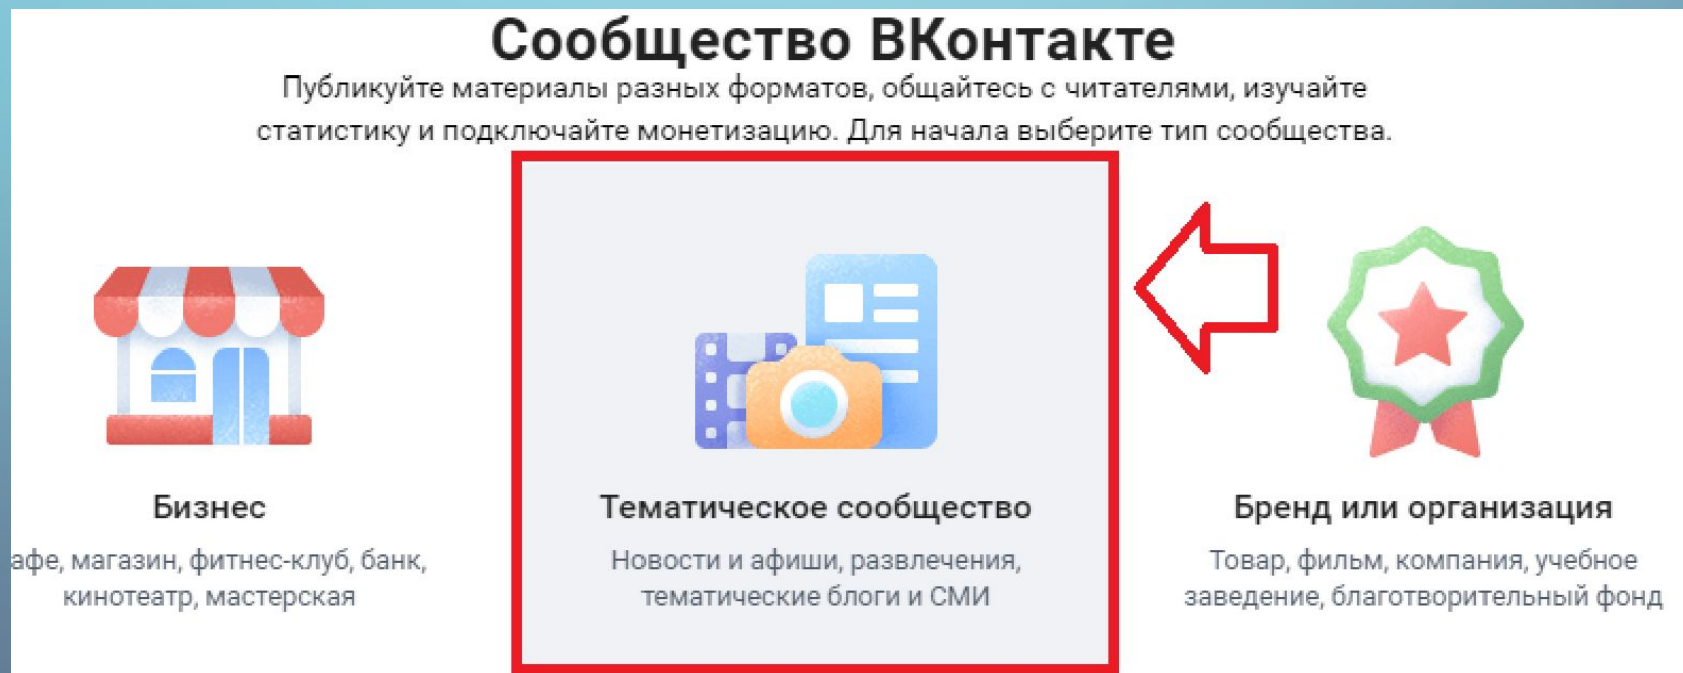 Сообщество ВКонтакте
Публикуйте материалы разных форматов, общайтесь с читателями, изучайте
статистику и подключайте монетизацию. Для начала выберите тип сообщества.
Бизнес
афе, магазин, фитнес-клуб, банк,
кинотеатр, мастерская
Тематическое сообщество
Новости и афиши, развлечения,
тематические блоги и СМИ
Бренд или организация
Товар, фильм, компания, учебное
заведение, благотворительный фонд